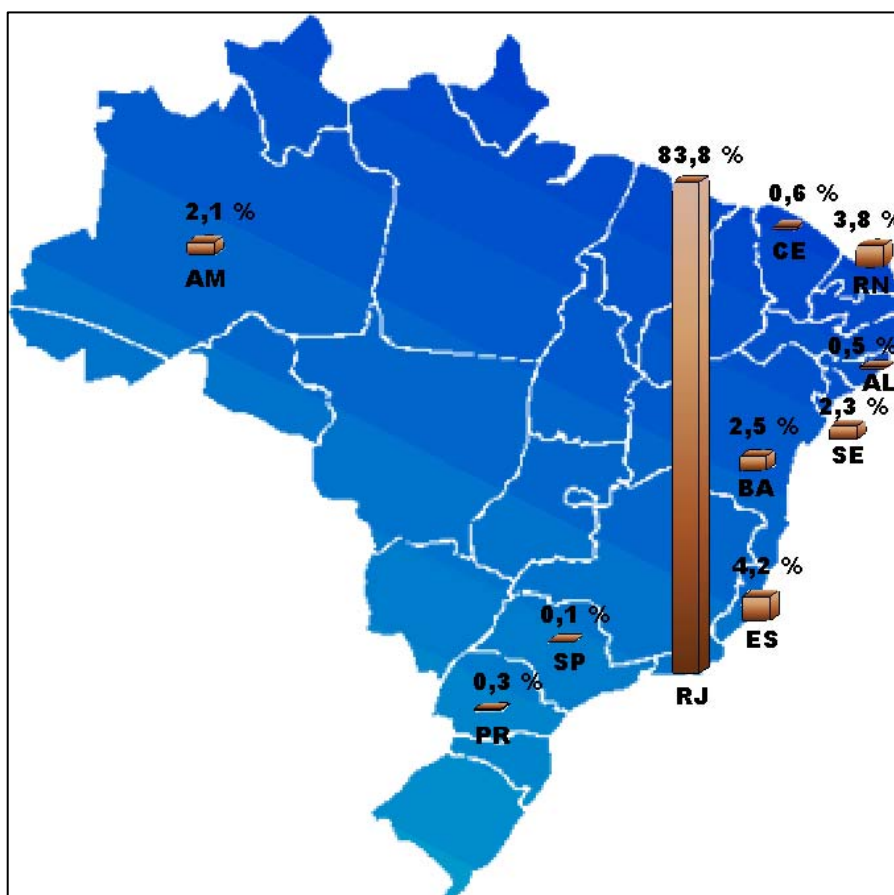 83,8 %
0,6 %
CE
3,8 %
RN
2,1 %
AM
0,5 %
AL
2,3 %
SE
2,5 %
BA
4,2 %
ES
0,1 %
SP
RJ
0,3 %
PR